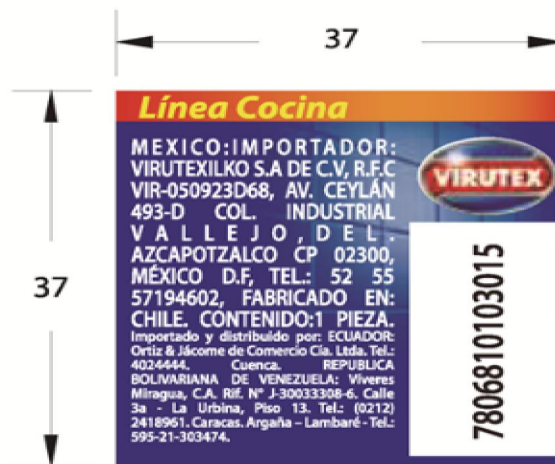 37
37
Línea Cocina
MEXICO:IMPORTADOR:
VIRUTEXILKO S.A DE C.V, R.F.C
VIR-050923D68, AV. CEYLÁN
493-D COL. INDUSTRIAL
VALLEJO,DEL.
AZCAPOTZALCO CP 02300,
MÉXICO D.F, TEL.: 52 55
57194602, FABRICADO EN:
CHILE. CONTENIDO:1 PIEZA.
Importado y distribuido por: ECUADOR:
Ortiz & Jácome de Comercio Cia. Ltda. Tel.:
4024444. Cuenca. REPUBLICA
BOLIVARIANA DE VENEZUELA: Viveres
Miragua, C.A. Rif. N° J-30033308-6. Calle
3a - La Urbina, Piso 13. Tel.: (0212)
2418961. Caracas. Argaña - Lambaré - Tel.:
595-21-303474.
VIRUTEX
7806810103015